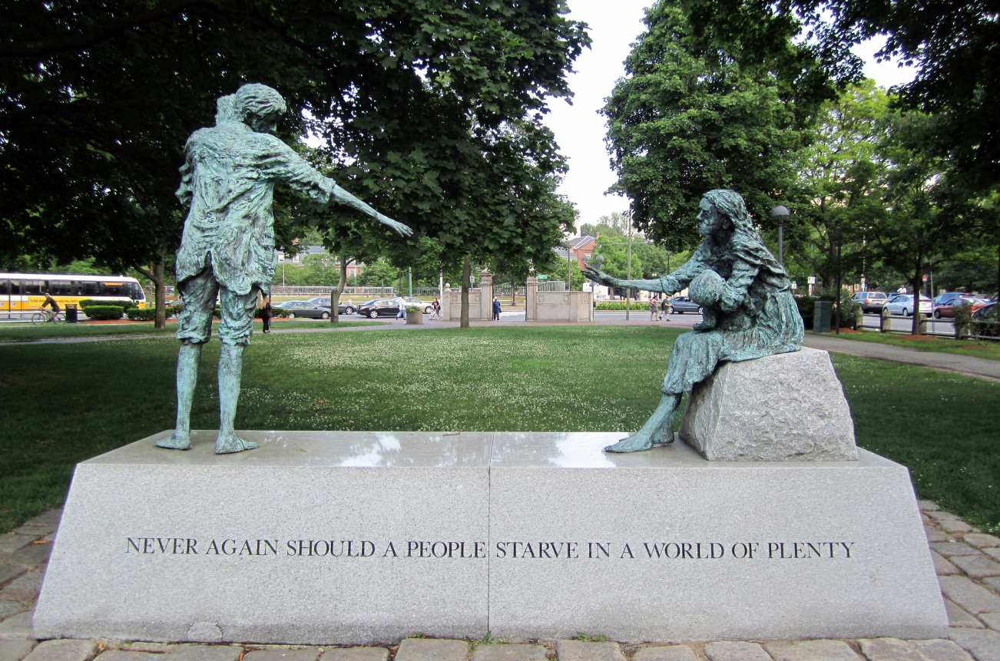 NEVER AGAIN SHOULD A PEOPLE STARVE IN A WORLD OF PLENTY